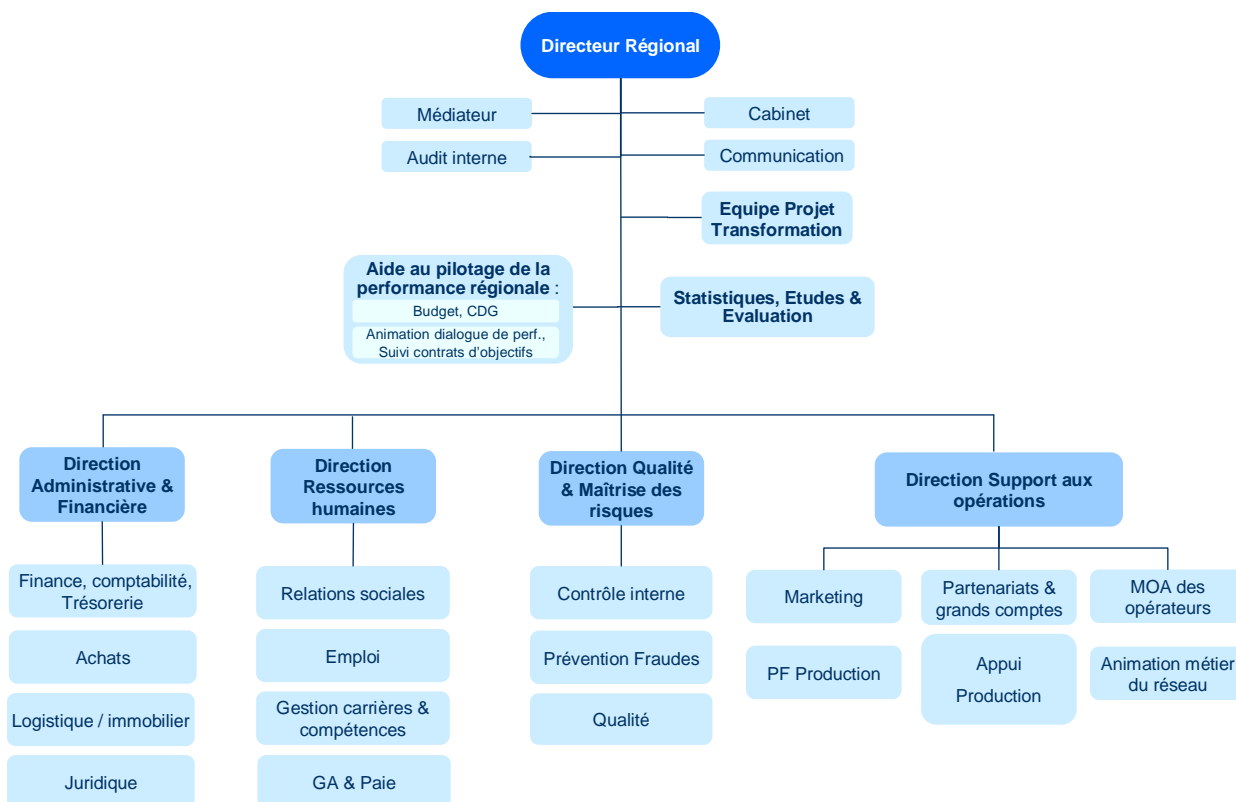 Directeur Régional
Médiateur
Cabinet
Audit interne
Communication
Equipe Projet
Transformation
Aide au pilotage de la
performance régionale :
Budget, CDG
Animation dialogue de perf.,
Suivi contrats d'objectifs
Statistiques, Etudes &
Evaluation
Direction
Administrative &
Financière
Direction
Ressources
humaines
Direction Qualité
& Maîtrise des
risques
Direction Support aux
opérations
Finance, comptabilité,
Trésorerie
Achats
Logistique / immobilier
Juridique
Relations sociales
Emploi
Gestion carrières &
compétences
GA & Paie
Contrôle interne
Prévention Fraudes
Qualité
Marketing
PF Production
Partenariats &
grands comptes
Appui
Production
MOA des
opérateurs
Animation métier
du réseau